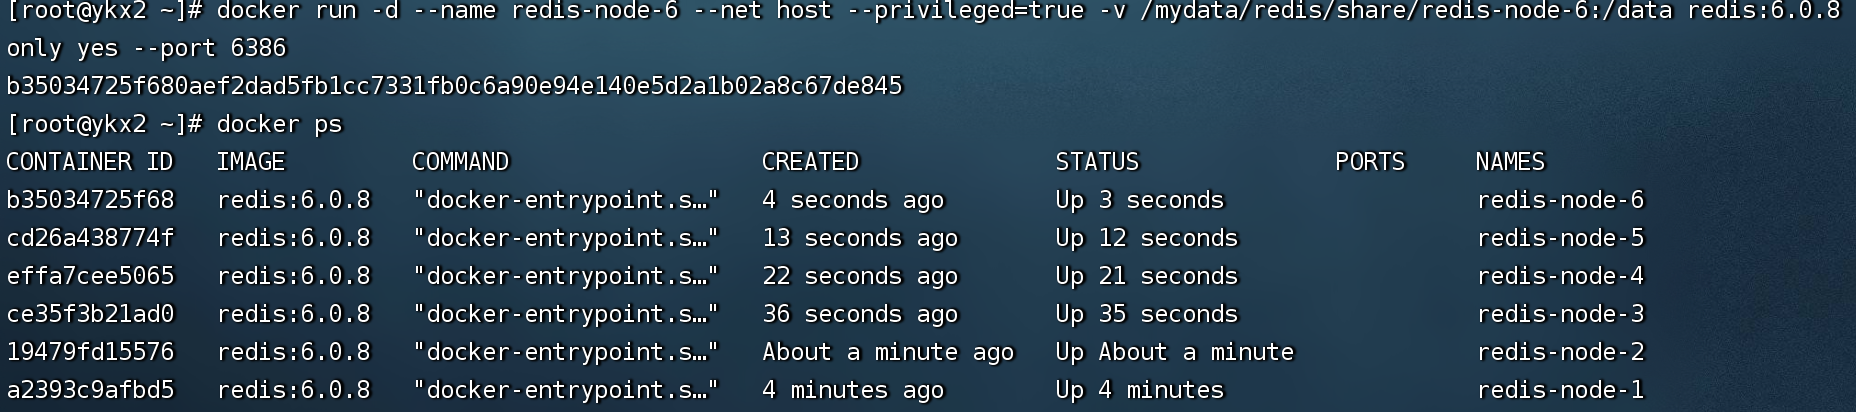 [root@ykx2 ~]# docker run -d --name redis-node-6 --net host --privileged=true -v /mydata/redis/share/redis-node-6:/data redis:6.0.8
only yes --port 6386
b35034725f680aef2dad5fb1cc7331fb0c6a90e94e140e5d2a1b02a8c67de845
[root@ykx2 ~]# docker ps
CONTAINER ID   IMAGE         COMMAND                  CREATED              STATUS              PORTS     NAMES
b35034725f68   redis:6.0.8   "docker-entrypoint.s…"   4 seconds ago        Up 3 seconds                  redis-node-6
cd26a438774f   redis:6.0.8   "docker-entrypoint.s…"   13 seconds ago       Up 12 seconds                 redis-node-5
effa7cee5065   redis:6.0.8   "docker-entrypoint.s…"   22 seconds ago       Up 21 seconds                 redis-node-4
ce35f3b21ad0   redis:6.0.8   "docker-entrypoint.s…"   36 seconds ago       Up 35 seconds                 redis-node-3
19479fd15576   redis:6.0.8   "docker-entrypoint.s…"   About a minute ago   Up About a minute             redis-node-2
a2393c9afbd5   redis:6.0.8   "docker-entrypoint.s…"   4 minutes ago        Up 4 minutes                  redis-node-1